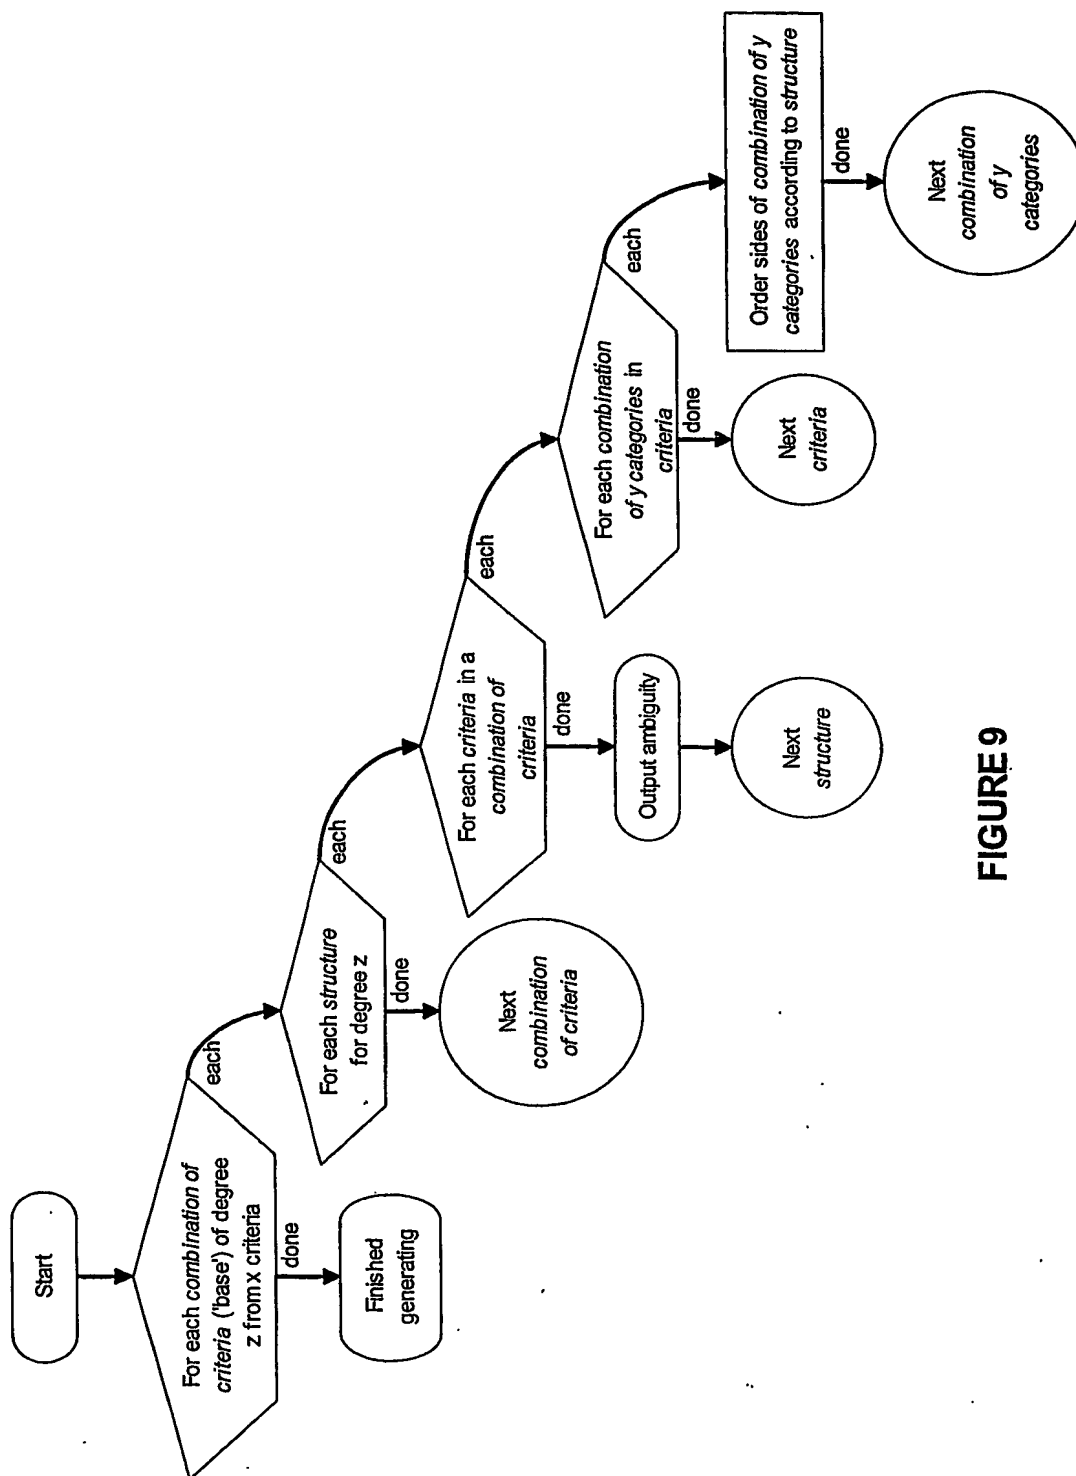 Start
For each combination of
criteria ('base') of degree
z from x criteria
each
done
Finished
generating
For each structure
for degree z
each
done
Next
combination
of criteria
For each criteria in a
combination of
criteria
each
done
Output ambiguity
Next
structure
For each combination
of y categories in
criteria
each
done
Next
criteria
Order sides of combination of y
categories according to structure
done
Next
combination
of y
categories
FIGURE 9